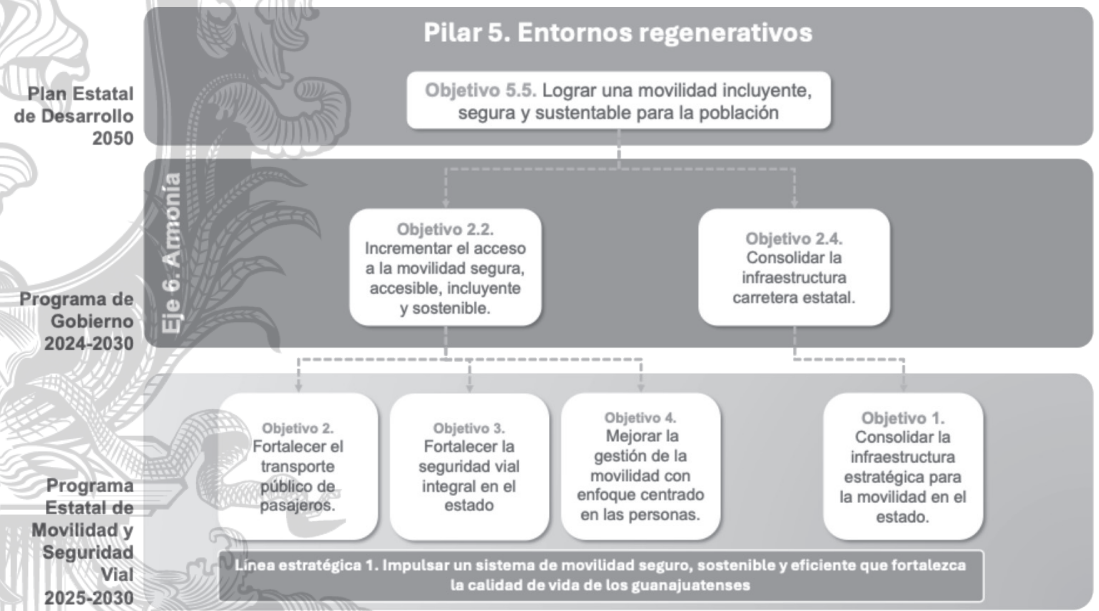 Pilar 5. Entornos regenerativos
Plan Estatal
de Desarrollo
2050
Objetivo 5.5. Lograr una movilidad incluyente,
segura y sustentable para la población
Programa de
Gobierno
2024-2030
Eje 6. Armonía
Objetivo 2.2.
Incrementar el acceso
a la movilidad segura,
accesible, incluyente
y sostenible.
Objetivo 2.4.
Consolidar la
infraestructura
carretera estatal.
Programa
Estatal de
Movilidad y
Seguridad
Vial
2025-2030
Objetivo 2.
Fortalecer el
transporte
público de
pasajeros.
Objetivo 3.
Fortalecer la
seguridad vial
integral en el
estado
Objetivo 4.
Mejorar la
gestión de la
movilidad con
enfoque centrado
en las personas.
Objetivo 1.
Consolidar la
infraestructura
estratégica para
la movilidad en el
estado.
Línea estratégica 1. Impulsar un sistema de movilidad seguro, sostenible y eficiente que fortalezca
la calidad de vida de los guanajuatenses